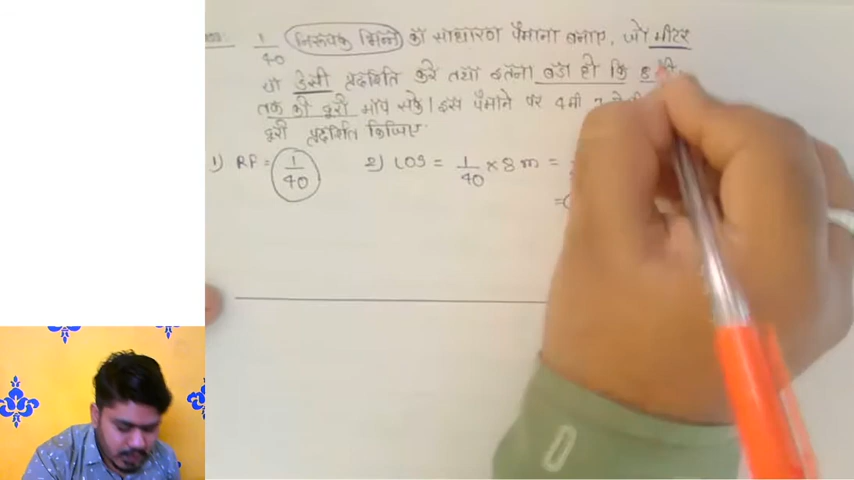 1/40 निरूपक भिन्न का साधारण पैमाना बनाए, जो मीटर
या डेसी प्रदर्शित करे तथा इतना बडा हो कि 8
तक की दूरी माप सके। इस पैमाने पर 4 मी
दूरी प्रदर्शित किजिए
1) RF = 1/40 2) LOS = 1/40 × 8 m =
=(